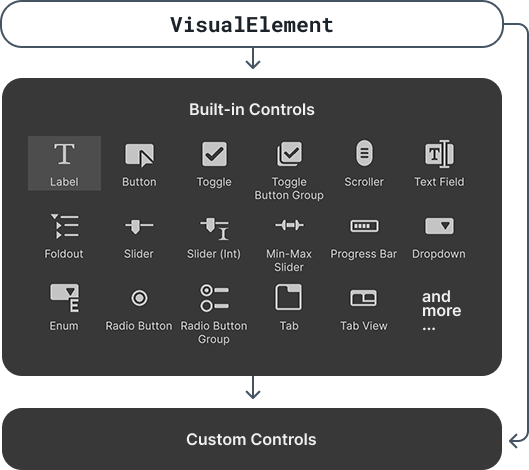 VisualElement
Built-in Controls
Label
Button
Toggle
Toggle
Button Group
Scroller
Text Field
Foldout
Slider
Slider (Int)
Min-Max
Slider
Progress Bar
Dropdown
Enum
Radio Button
Radio Button
Group
Tab
Tab View
and
more
...
Custom Controls